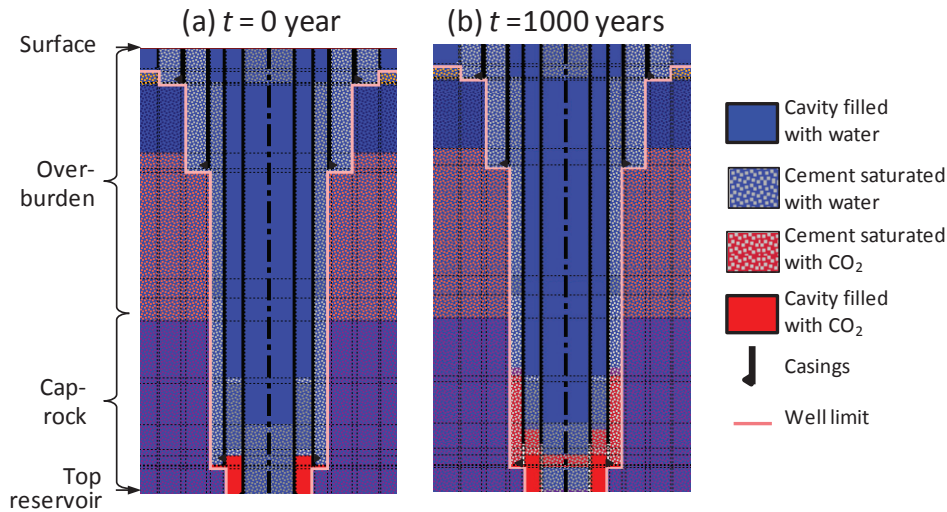 (a) t = 0 year
(b) t =1000 years
Surface
Over-
burden
Cap-
rock
Top
reservoir
Cavity filled
with water
Cement saturated
with water
Cement saturated
with CO₂
Cavity filled
with CO₂
Casings
Well limit